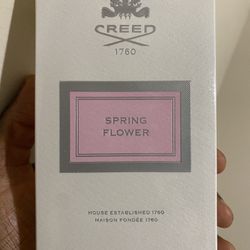 CREED
1760
SPRING
FLOWER
HOUSE ESTABLISHED 1760
MAISON FONDÉE 1760